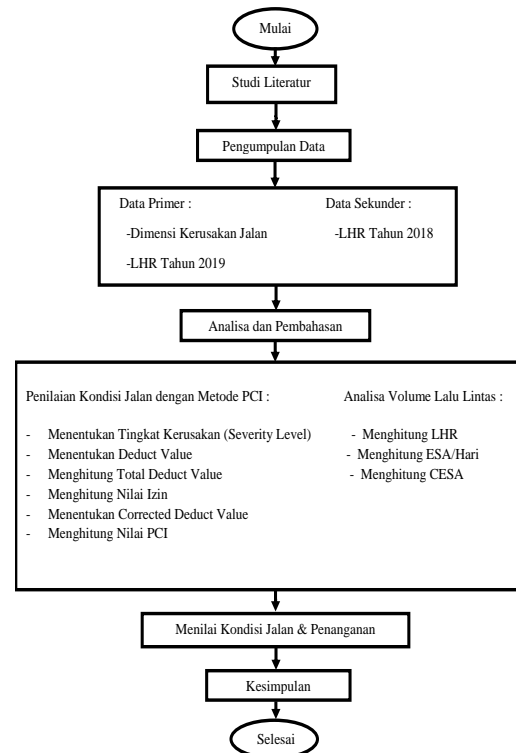 Mulai
Studi Literatur
Pengumpulan Data
Data Primer :
-Dimensi Kerusakan Jalan
-LHR Tahun 2019
Data Sekunder :
-LHR Tahun 2018
Analisa dan Pembahasan
Penilaian Kondisi Jalan dengan Metode PCI :
- Menentukan Tingkat Kerusakan (Severity Level)
- Menentukan Deduct Value
- Menghitung Total Deduct Value
- Menghitung Nilai Izin
- Menentukan Corrected Deduct Value
- Menghitung Nilai PCI
Analisa Volume Lalu Lintas :
- Menghitung LHR
- Menghitung ESA/Hari
- Menghitung CESA
Menilai Kondisi Jalan & Penanganan
Kesimpulan
Selesai